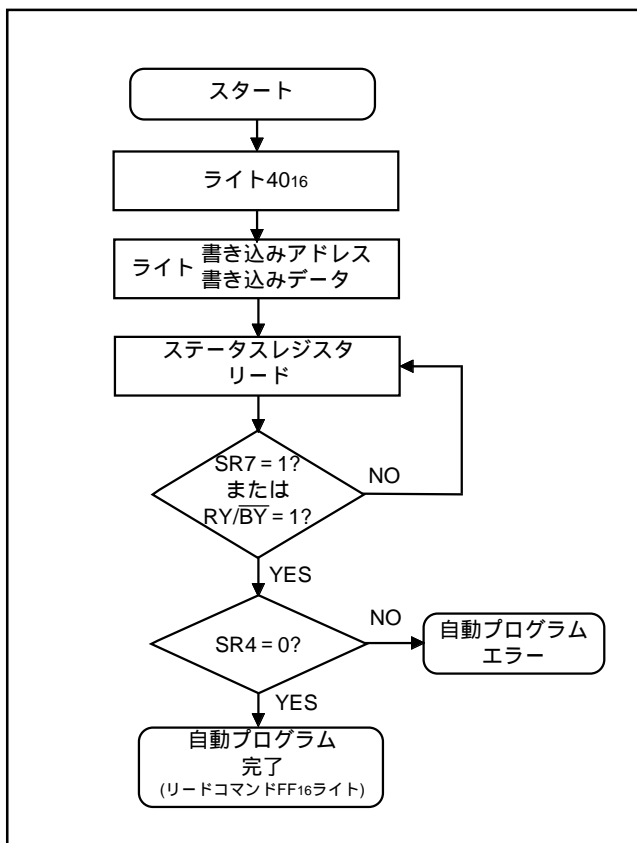 スタート
ライト4016
ライト 書き込みアドレス
書き込みデータ
ステータスレジスタ
リード
SR7 = 1?
または
RY/BY = 1?
NO
YES
SR4 = 0?
NO
自動プログラム
エラー
YES
自動プログラム
完了
(リードコマンドFF16ライト)